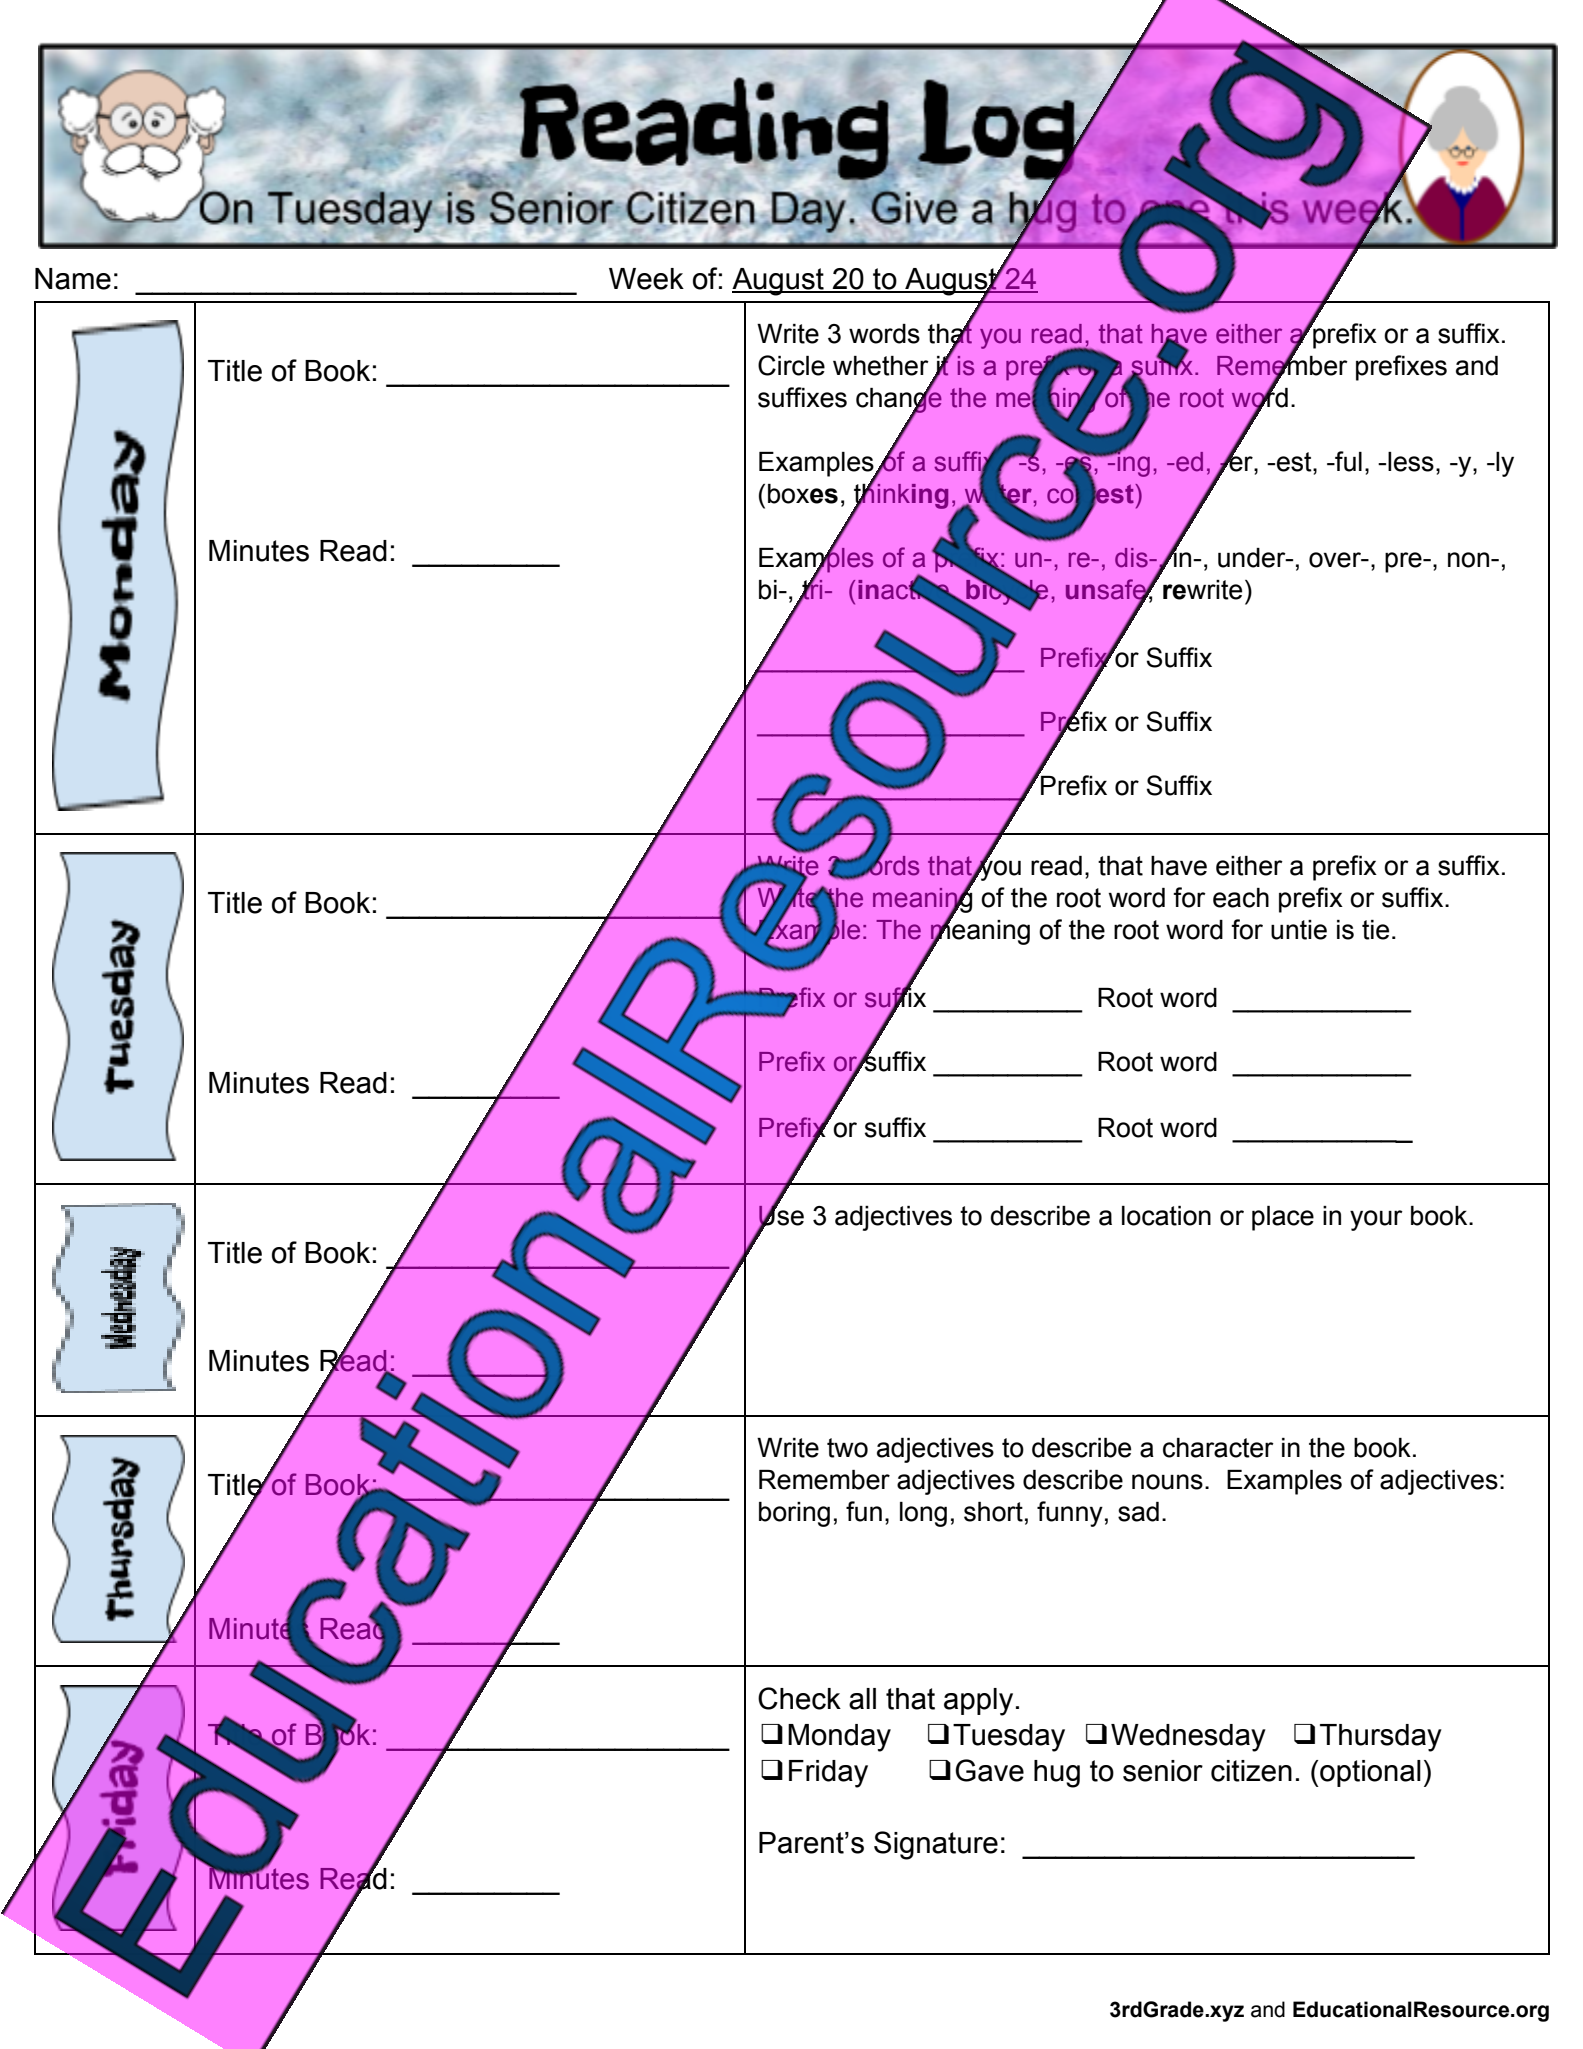 Reading Log
On Tuesday is Senior Citizen Day. Give a hug to one this week.
Name: ___________________________ Week of: August 20 to August 24
Monday
Title of Book: _____________________
Minutes Read: _________
Write 3 words that you read, that have either a prefix or a suffix.
Circle whether it is a prefix or a suffix. Remember prefixes and
suffixes change the meaning of the root word.
Examples of a suffix: -s, -es, -ing, -ed, -er, -est, -ful, -less, -y, -ly
(boxes, thinking, water, est)
Examples of a prefix: un-, re-, dis-, in-, under-, over-, pre-, non-,
bi-, tri- (inactive, bicycle, unsafe, rewrite)
__________________ Prefix or Suffix
__________________ Prefix or Suffix
__________________ Prefix or Suffix
Tuesday
Title of Book: _____________________
Minutes Read: _________
Write 3 words that you read, that have either a prefix or a suffix.
Write the meaning of the root word for each prefix or suffix.
Example: The meaning of the root word for untie is tie.
Prefix or suffix __________ Root word ____________
Prefix or suffix __________ Root word ____________
Prefix or suffix __________ Root word ____________
Wednesday
Title of Book: _____________________
Minutes Read: _________
Use 3 adjectives to describe a location or place in your book.
Thursday
Title of Book: _____________________
Minutes Read: _________
Write two adjectives to describe a character in the book.
Remember adjectives describe nouns. Examples of adjectives:
boring, fun, long, short, funny, sad.
Friday
Title of Book: _____________________
Minutes Read: _________
Check all that apply.
❑Monday ❑Tuesday ❑Wednesday ❑Thursday
❑Friday ❑Gave hug to senior citizen. (optional)
Parent’s Signature: ________________________
3rdGrade.xyz and EducationalResource.org
EducationalResource.org